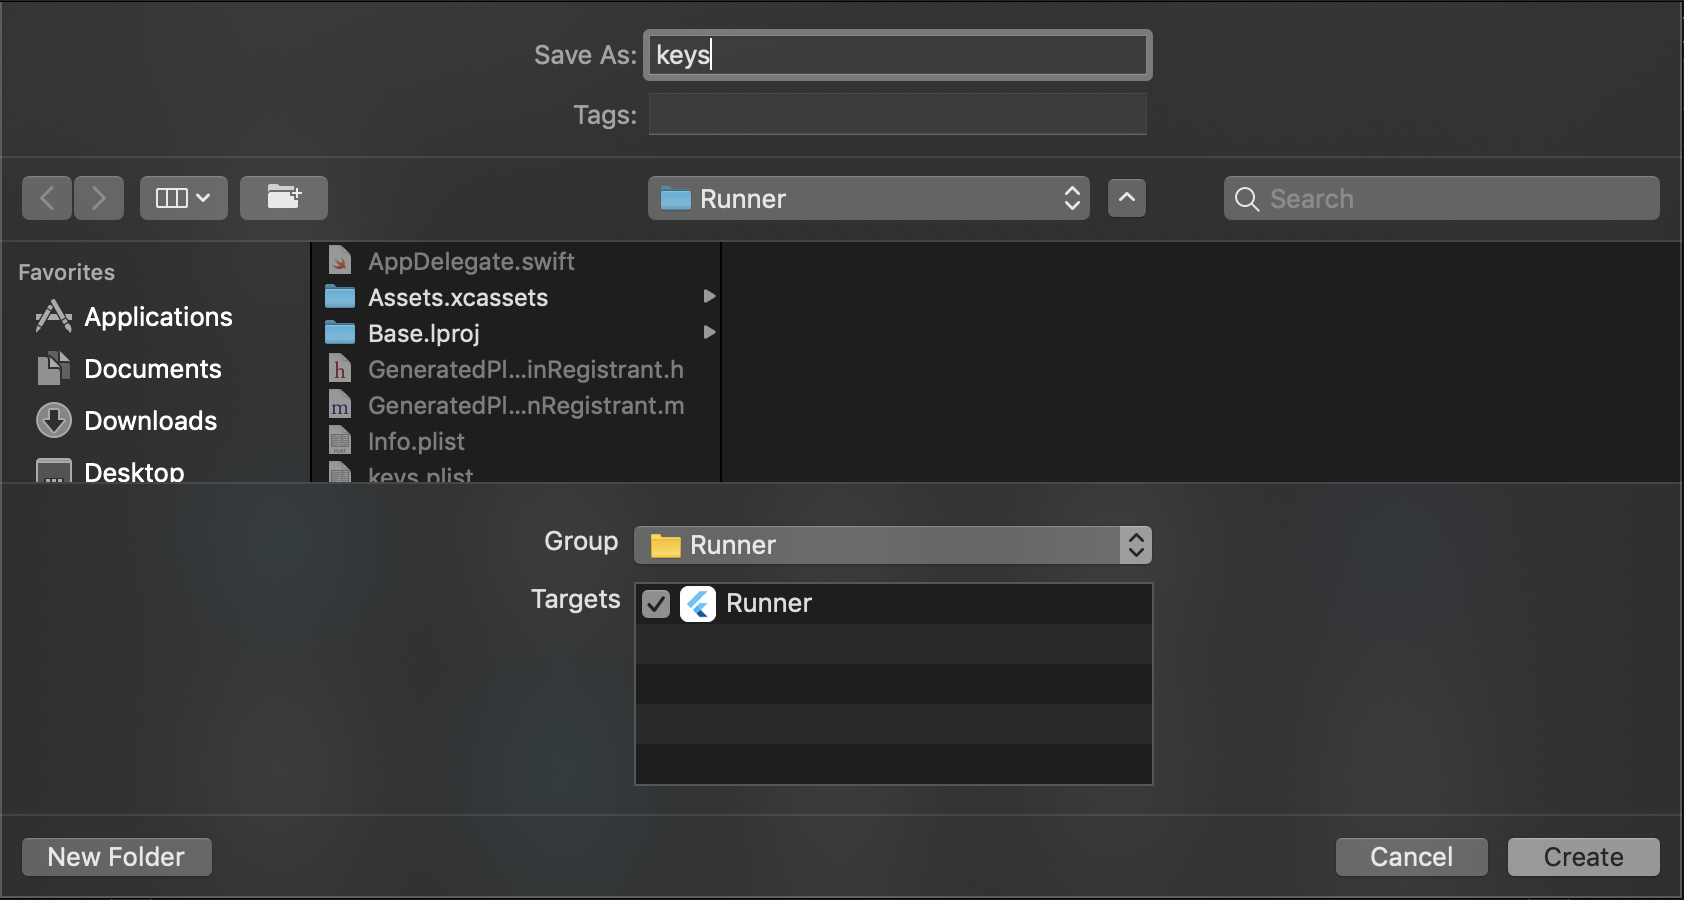 Save As: keys
Tags:
Runner
Search
Favorites
Applications
Documents
Downloads
Desktop
AppDelegate.swift
Assets.xcassets
Base.lproj
GeneratedPl...inRegistrant.h
GeneratedPl...nRegistrant.m
Info.plist
keys.plist
Group Runner
Targets Runner
New Folder
Cancel
Create